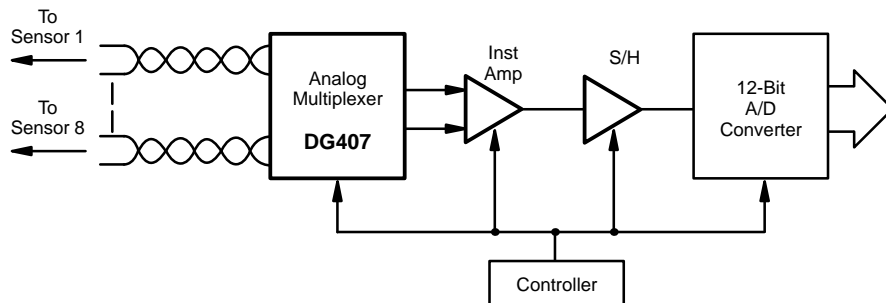 To
Sensor 1
To
Sensor 8
Analog
Multiplexer
DG407
Inst
Amp
S/H
12-Bit
A/D
Converter
Controller